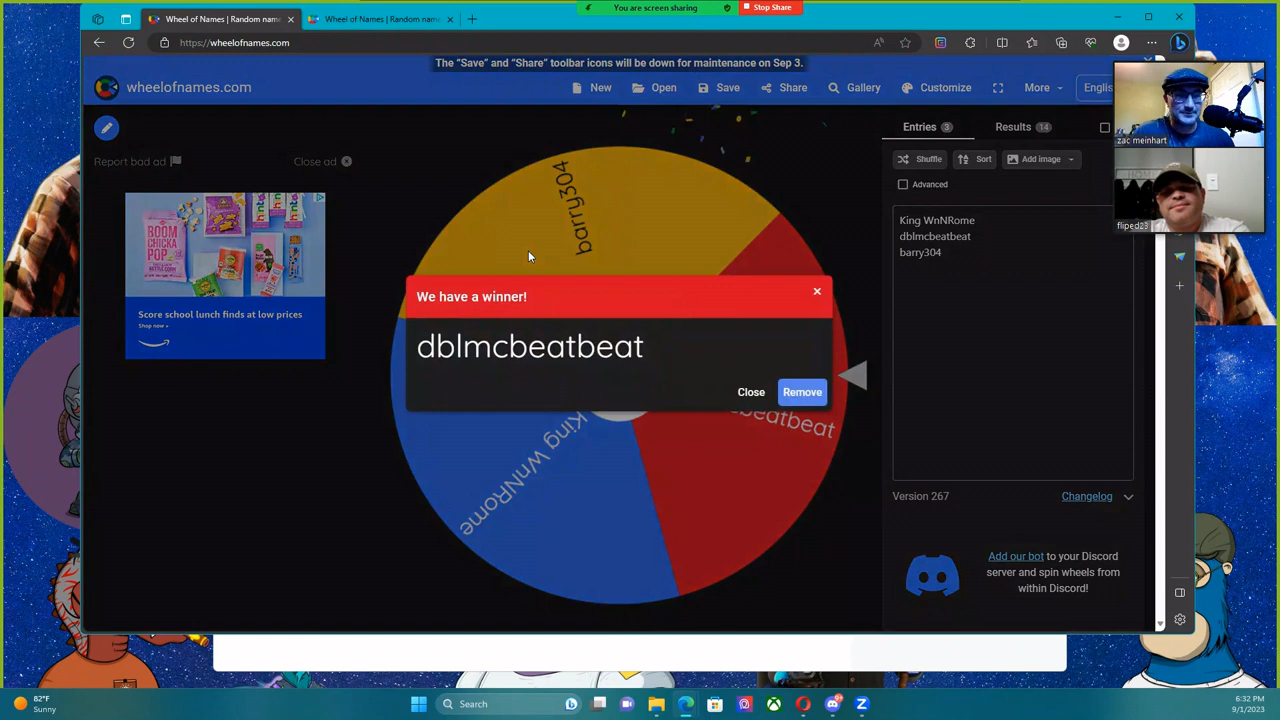 You are screen sharing
Stop Share
Wheel of Names | Random name
Wheel of Names | Random name
https://wheelofnames.com
The “Save” and “Share” toolbar icons will be down for maintenance on Sep 3.
wheelofnames.com
New
Open
Save
Share
Gallery
Customize
More
Engli
zac meinhart
fliped23
Report bad ad
Close ad
BOOM
CHICKA
POP
Score school lunch finds at low prices
Shop now >
barry304
King WnNRome
beatbeat
We have a winner!
dblmcbeatbeat
Close
Remove
Entries 3
Results 14
Shuffle
Sort
Add image
Advanced
King WnNRome
dblmcbeatbeat
barry304
Version 267
Changelog
Add our bot to your Discord
server and spin wheels from
within Discord!
82°F
Sunny
Search
6:32 PM
9/1/2023